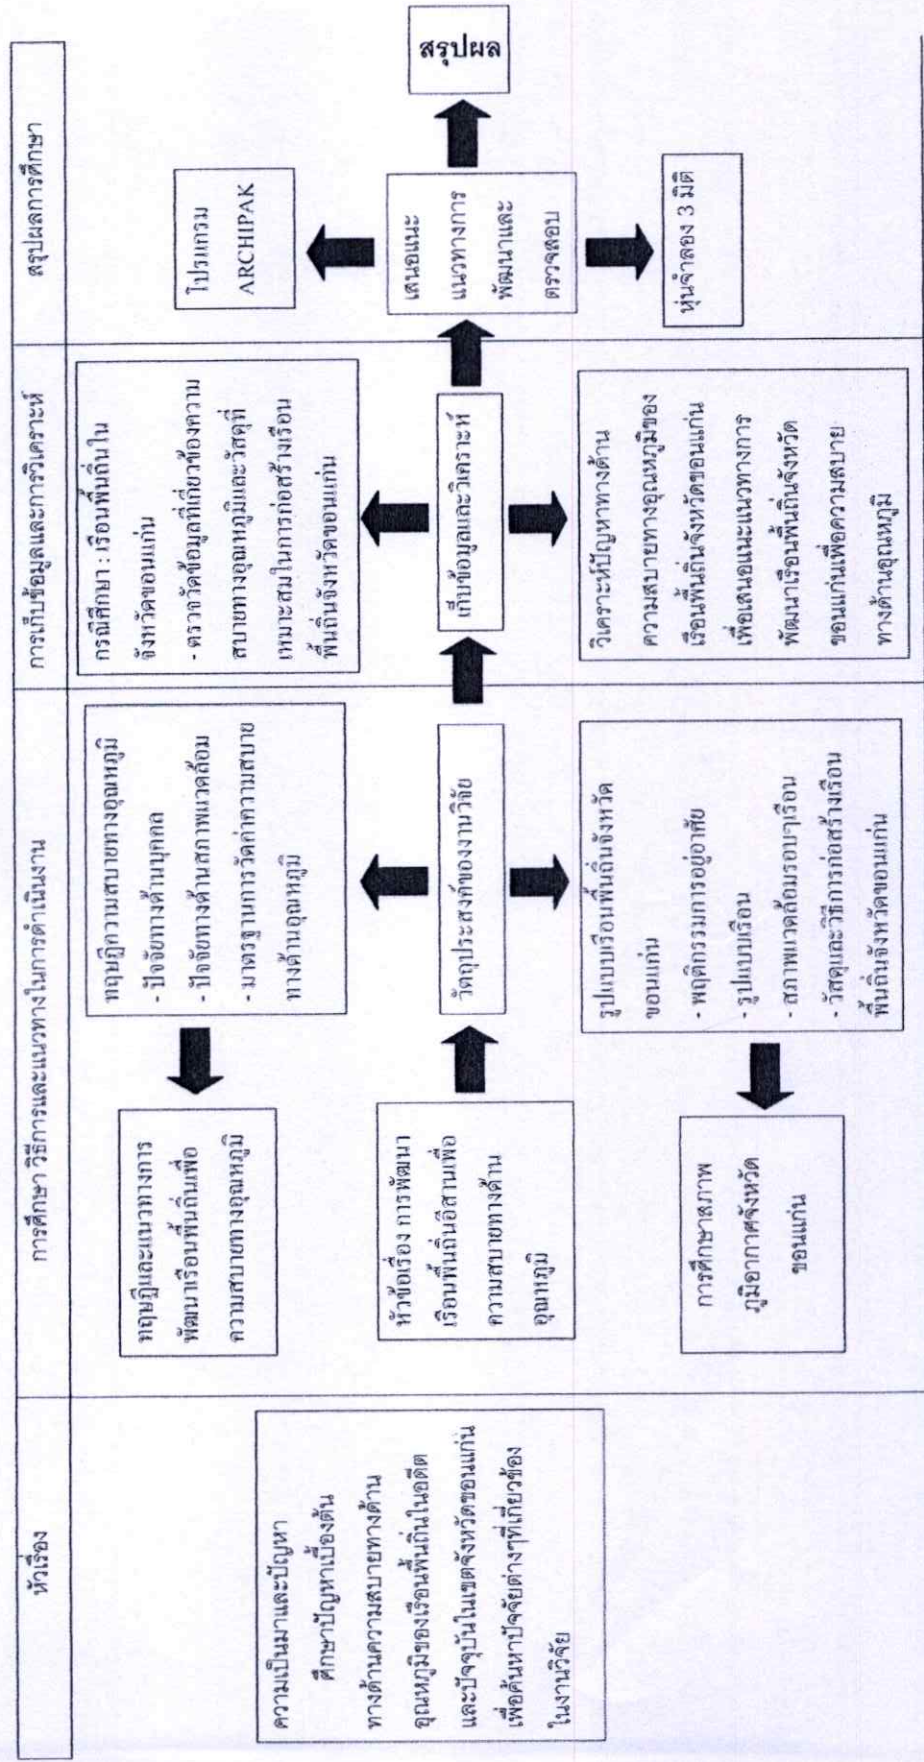 หัวเรื่อง
การศึกษา วิธีการและแนวทางในการดำเนินงาน
การเก็บข้อมูลและการวิเคราะห์
สรุปผลการศึกษา
ความเป็นมาและปัญหา
ศึกษาปัญหาเบื้องต้น
ทางด้านความสบายทางด้าน
อุณหภูมิของเรือนพื้นถิ่นในอดีต
และปัจจุบันในเขตจังหวัดขอนแก่น
เพื่อค้นหาปัจจัยต่างๆที่เกี่ยวข้อง
ในงานวิจัย
ทฤษฎีและแนวทางการ
พัฒนาเรือนพื้นถิ่นเพื่อ
ความสบายทางอุณหภูมิ
หัวข้อเรื่อง การพัฒนา
เรือนพื้นถิ่นอีสานเพื่อ
ความสบายทางด้าน
อุณหภูมิ
การศึกษาสภาพ
ภูมิอากาศจังหวัด
ขอนแก่น
ทฤษฎีความสบายทางอุณหภูมิ
- ปัจจัยทางด้านบุคคล
- ปัจจัยทางด้านสภาพแวดล้อม
- มาตรฐานการวัดค่าความสบาย
ทางด้านอุณหภูมิ
วัตถุประสงค์ของงานวิจัย
รูปแบบเรือนพื้นถิ่นจังหวัด
ขอนแก่น
- พฤติกรรมการอยู่อาศัย
- รูปแบบเรือน
- สภาพแวดล้อมรอบๆเรือน
- วัสดุและวิธีการก่อสร้างเรือน
พื้นถิ่นจังหวัดขอนแก่น
กรณีศึกษา : เรือนพื้นถิ่นใน
จังหวัดขอนแก่น
- ตรวจวัดข้อมูลที่เกี่ยวข้องความ
สบายทางอุณหภูมิและวัสดุที่
เหมาะสมในการก่อสร้างเรือน
พื้นถิ่นจังหวัดขอนแก่น
เก็บข้อมูลและวิเคราะห์
วิเคราะห์ปัญหาทางด้าน
ความสบายทางอุณหภูมิของ
เรือนพื้นถิ่นจังหวัดขอนแก่น
เพื่อเสนอแนะแนวทางการ
พัฒนาเรือนพื้นถิ่นจังหวัด
ขอนแก่นเพื่อความสบาย
ทางด้านอุณหภูมิ
โปรแกรม
ARCHIPAK
เสนอแนะ
แนวทางการ
พัฒนาและ
ตรวจสอบ
หุ่นจำลอง 3 มิติ
สรุปผล